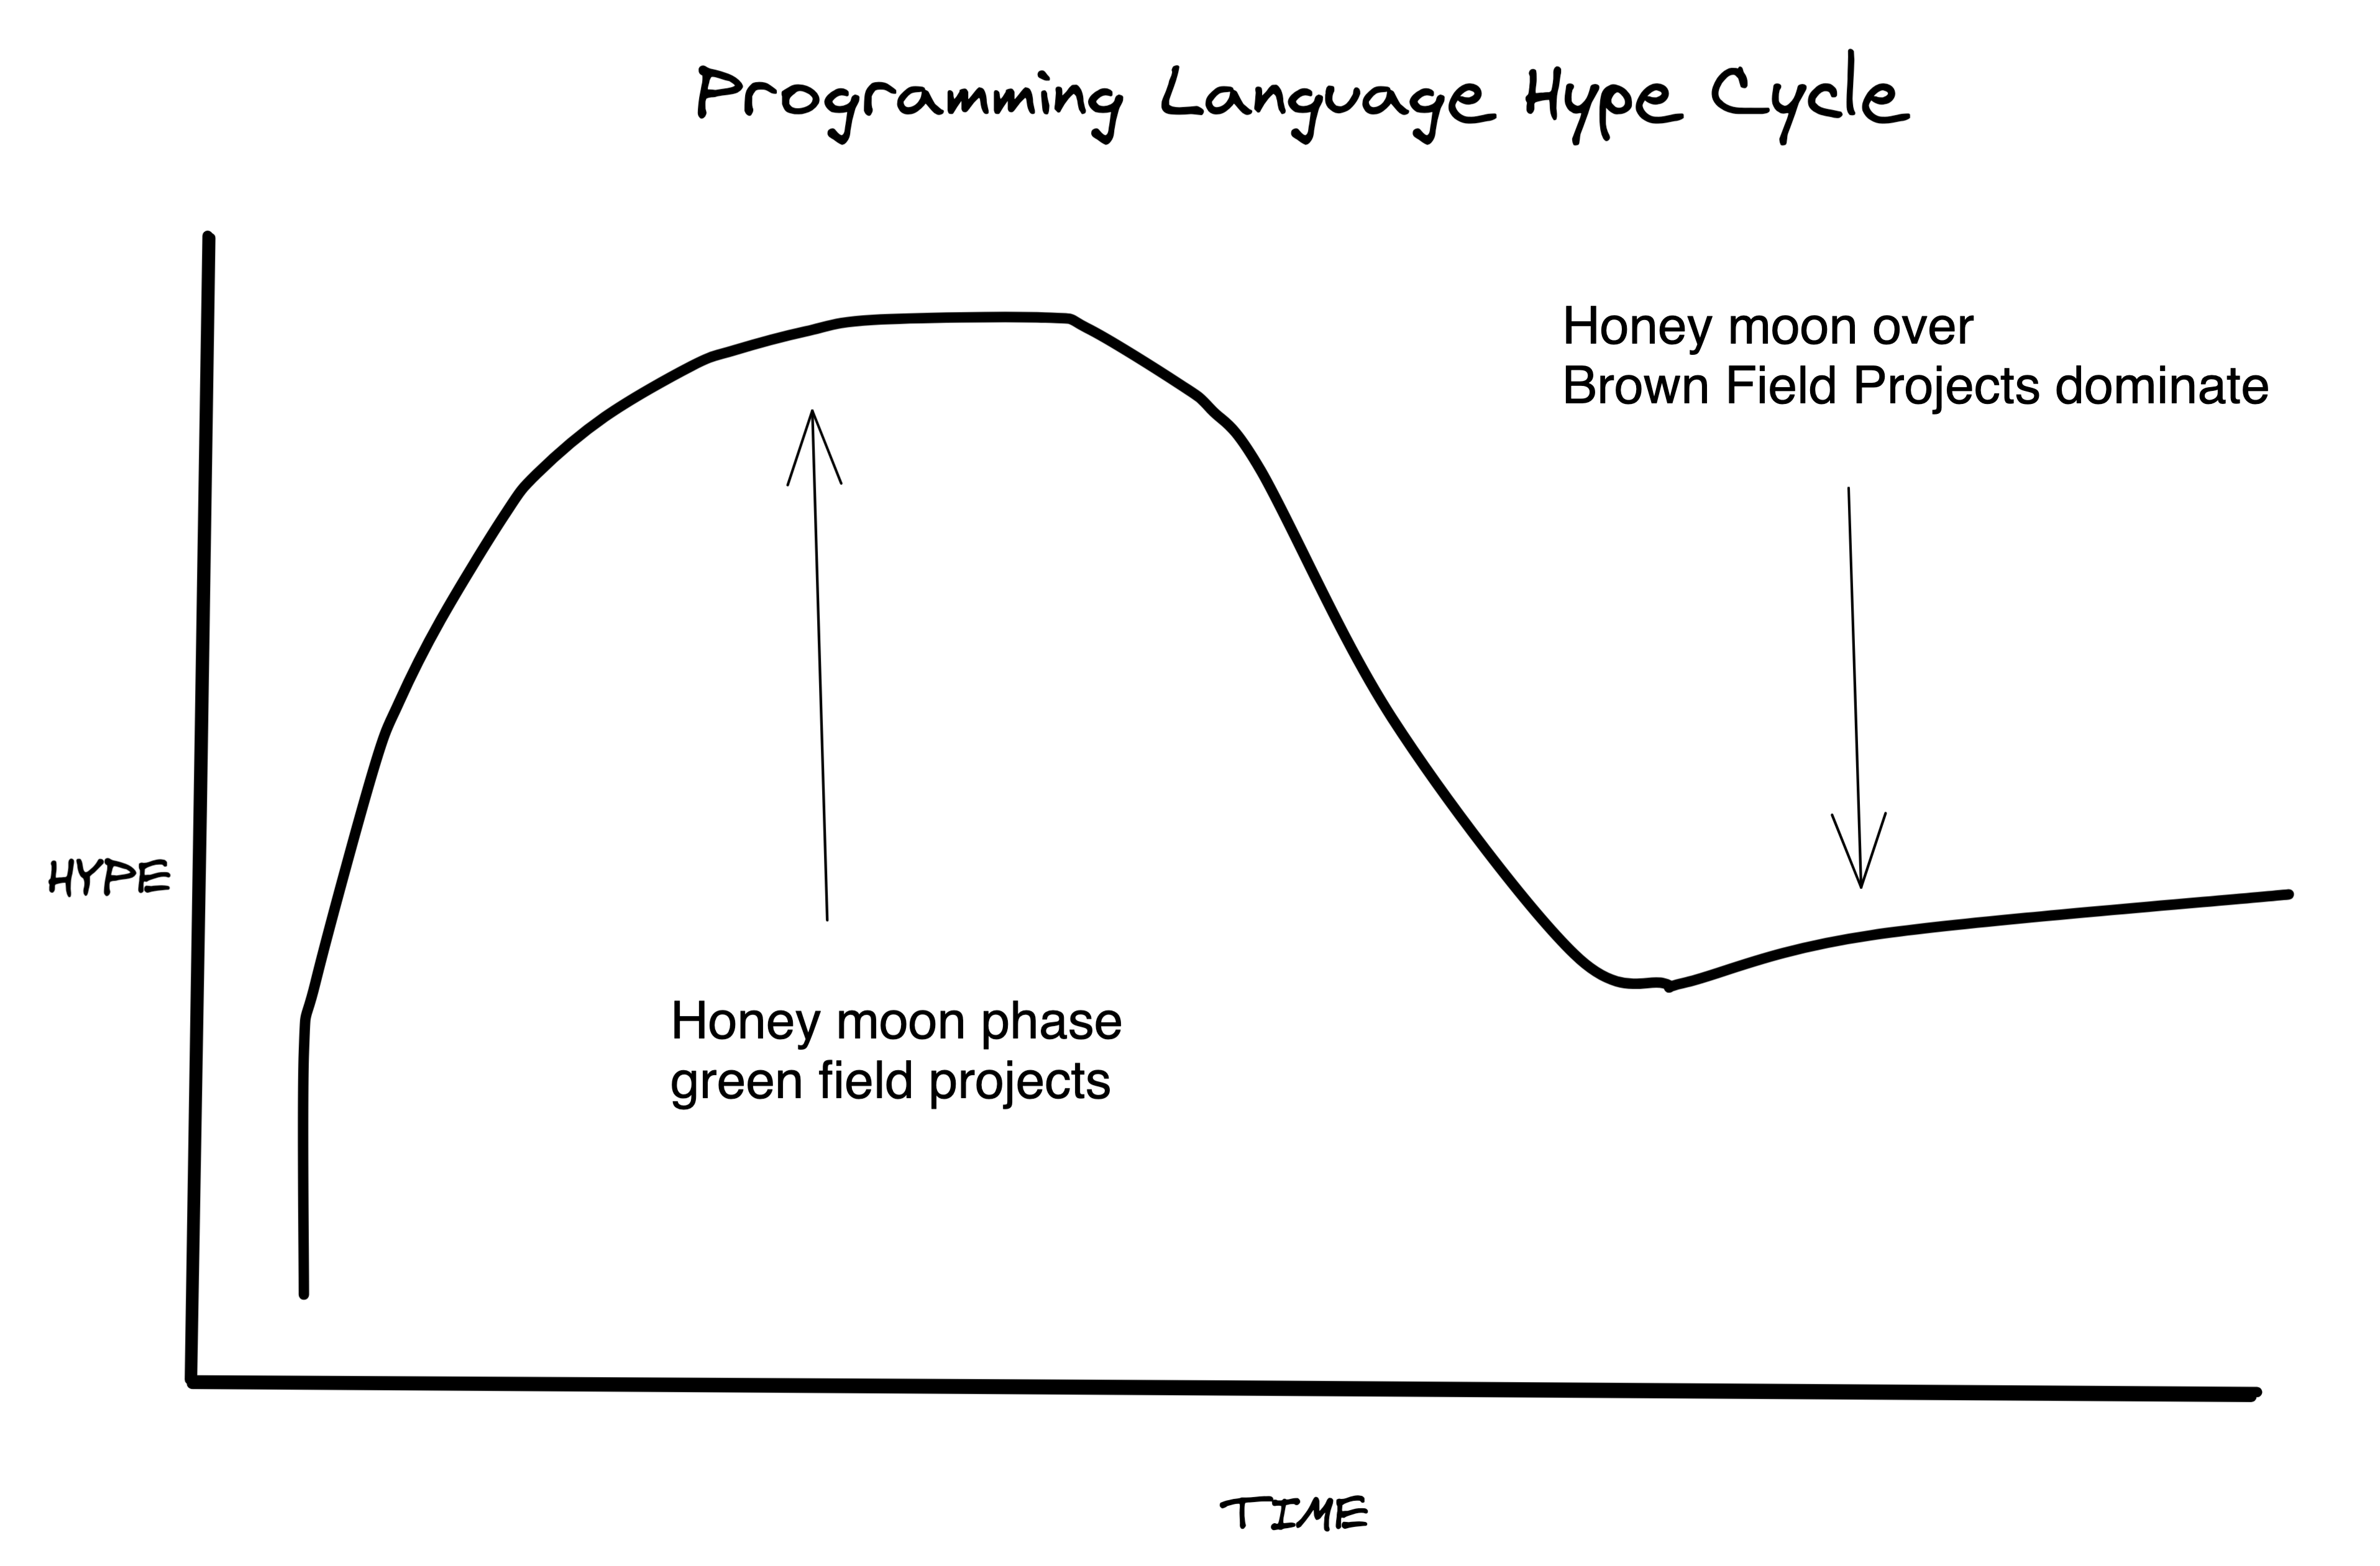 Programming Language Hype Cycle
Honey moon over
Brown Field Projects dominate
HYPE
Honey moon phase
green field projects
TIME